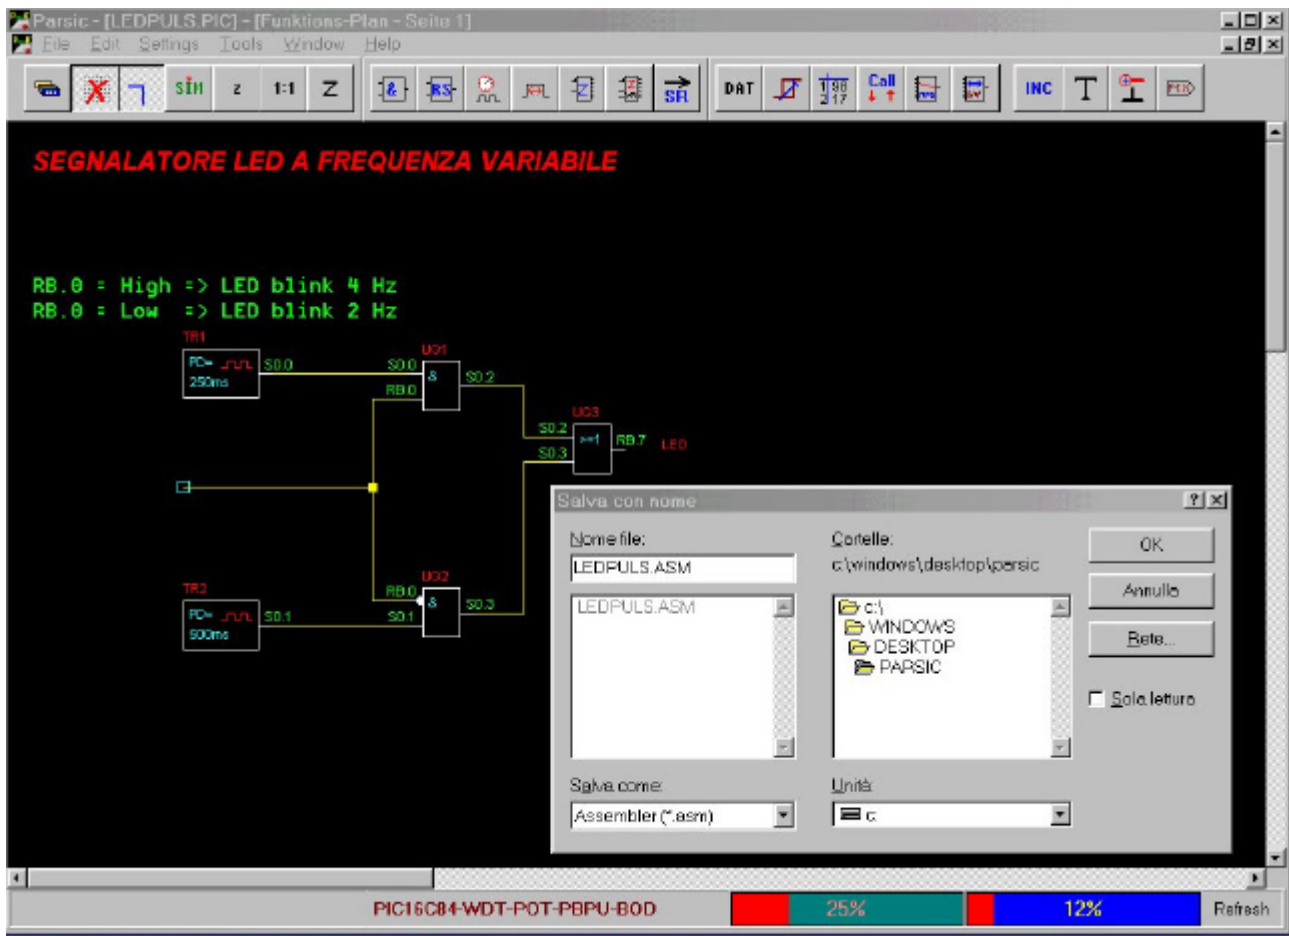 Parsic - [LEDPULS.PIC] - [Funktions-Plan - Seite 1]
File Edit Settings Tools Window Help
SIM z 1:1 Z & RS SFL DAT Call INC T
SEGNALATORE LED A FREQUENZA VARIABILE
RB.0 = High => LED blink 4 Hz
RB.0 = Low => LED blink 2 Hz
TR1
PD=
250ms
S0.0
UG1
S0.0
&
RB.0
S0.2
UG3
S0.2
>=1
S0.3
RB.7 LED
TR2
PD=
500ms
S0.1
UG2
RB.0
&
S0.1
S0.3
Salva con nome
Nome file:
LEDPULS.ASM
LEDPULS.ASM
Salva come:
Assembler (*.asm)
Cartelle:
c:\windows\desktop\parsic
c:\
WINDOWS
DESKTOP
PARSIC
Unità:
c:
OK
Annulla
Rete...
Sola lettura
PIC16C84-WDT-POT-PBPU-BOD 25% 12% Refresh